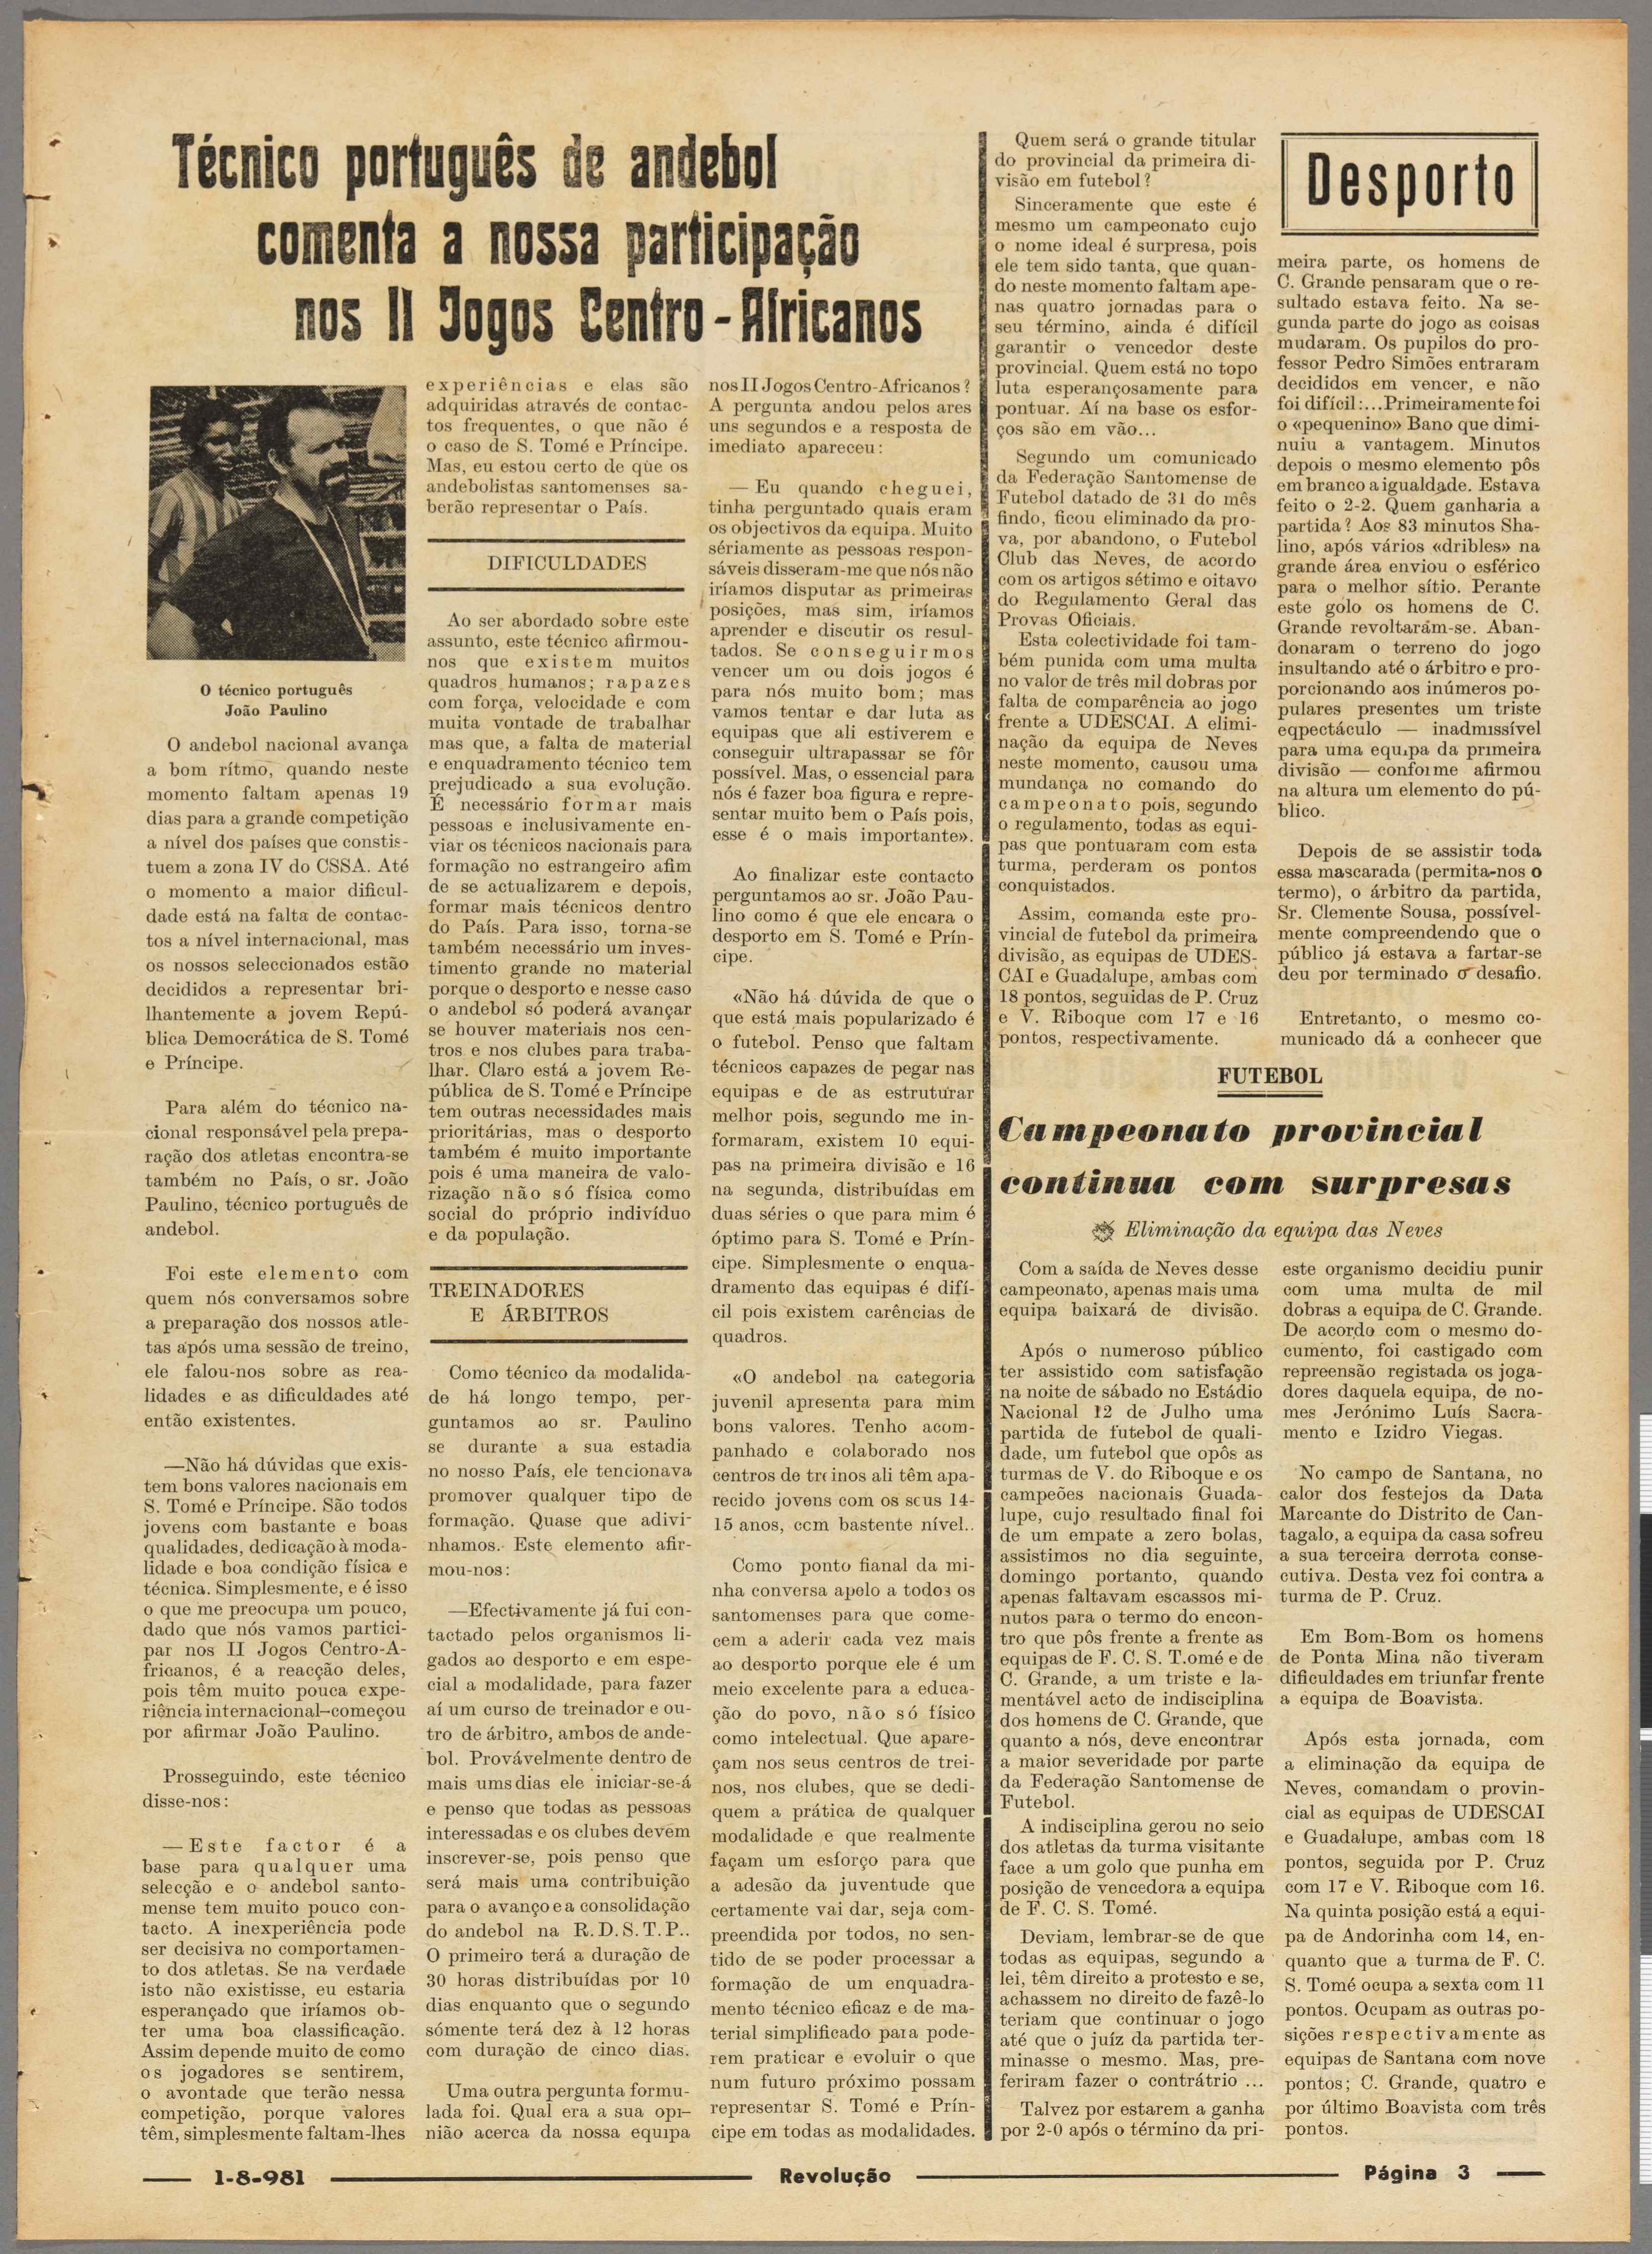 Técnico português de andebol
comenta a nossa participação
nos II Jogos Centro-Africanos
O técnico português
João Paulino
O andebol nacional avança
a bom rítmo, quando neste
momento faltam apenas 19
dias para a grande competição
a nível dos países que consti-
tuem a zona IV do CSSA. Até
o momento a maior dificul-
dade está na falta de contac-
tos a nível internacional, mas
os nossos seleccionados estão
decididos a representar bri-
lhantemente a jovem Repú-
blica Democrática de S. Tomé
e Príncipe.
Para além do técnico na-
cional responsável pela prepa-
ração dos atletas encontra-se
também no País, o sr. João
Paulino, técnico português de
andebol.
Foi este elemento com
quem nós conversamos sobre
a preparação dos nossos atle-
tas após uma sessão de treino,
ele falou-nos sobre as rea-
lidades e as dificuldades até
então existentes.
—Não há dúvidas que exis-
tem bons valores nacionais em
S. Tomé e Príncipe. São todos
jovens com bastante e boas
qualidades, dedicação à moda-
lidade e boa condição física e
técnica. Simplesmente, e é isso
o que me preocupa um pouco,
dado que nós vamos partici-
par nos II Jogos Centro-A-
fricanos, é a reacção deles,
pois têm muito pouca expe-
riência internacional—começou
por afirmar João Paulino.
Prosseguindo, este técnico
disse-nos:
— Este factor é a
base para qualquer uma
selecção e o andebol santo-
mense tem muito pouco con-
tacto. A inexperiência pode
ser decisiva no comportamen-
to dos atletas. Se na verdade
isto não existisse, eu estaria
esperançado que iríamos ob-
ter uma boa classificação.
Assim depende muito de como
os jogadores se sentirem,
o avontade que terão nessa
competição, porque valores
têm, simplesmente faltam-lhes
experiências e elas são
adquiridas através de contac-
tos frequentes, o que não é
o caso de S. Tomé e Príncipe.
Mas, eu estou certo de que os
andebolistas santomenses sa-
berão representar o País.
DIFICULDADES
Ao ser abordado sobre este
assunto, este técnico afirmou-
nos que existem muitos
quadros humanos; rapazes
com força, velocidade e com
muita vontade de trabalhar
mas que, a falta de material
e enquadramento técnico tem
prejudicado a sua evolução.
É necessário formar mais
pessoas e inclusivamente en-
viar os técnicos nacionais para
formação no estrangeiro afim
de se actualizarem e depois,
formar mais técnicos dentro
do País. Para isso, torna-se
também necessário um inves-
timento grande no material
porque o desporto e nesse caso
o andebol só poderá avançar
se houver materiais nos cen-
tros e nos clubes para traba-
lhar. Claro está a jovem Re-
pública de S. Tomé e Príncipe
tem outras necessidades mais
prioritárias, mas o desporto
também é muito importante
pois é uma maneira de valo-
rização não só física como
social do próprio indivíduo
e da população.
TREINADORES
E ÁRBITROS
Como técnico da modalida-
de há longo tempo, per-
guntamos ao sr. Paulino
se durante a sua estadia
no nosso País, ele tencionava
promover qualquer tipo de
formação. Quase que adivi-
nhamos. Este elemento afir-
mou-nos:
—Efectivamente já fui con-
tactado pelos organismos li-
gados ao desporto e em espe-
cial a modalidade, para fazer
aí um curso de treinador e ou-
tro de árbitro, ambos de ande-
bol. Provávelmente dentro de
mais uns dias ele iniciar-se-á
e penso que todas as pessoas
interessadas e os clubes devem
inscrever-se, pois penso que
será mais uma contribuição
para o avanço e a consolidação
do andebol na R.D.S.T.P..
O primeiro terá a duração de
30 horas distribuídas por 10
dias enquanto que o segundo
sómente terá dez à 12 horas
com duração de cinco dias.
Uma outra pergunta formu-
lada foi. Qual era a sua opi-
nião acerca da nossa equipa
nos II Jogos Centro-Africanos?
A pergunta andou pelos ares
uns segundos e a resposta de
imediato apareceu:
— Eu quando cheguei,
tinha perguntado quais eram
os objectivos da equipa. Muito
sériamente as pessoas respon-
sáveis disseram-me que nós não
iríamos disputar as primeiras
posições, mas sim, iríamos
aprender e discutir os resul-
tados. Se conseguirmos
vencer um ou dois jogos é
para nós muito bom; mas
vamos tentar e dar luta as
equipas que ali estiverem e
conseguir ultrapassar se fôr
possível. Mas, o essencial para
nós é fazer boa figura e repre-
sentar muito bem o País pois,
esse é o mais importante».
Ao finalizar este contacto
perguntamos ao sr. João Pau-
lino como é que ele encara o
desporto em S. Tomé e Prín-
cipe.
«Não há dúvida de que o
que está mais popularizado é
o futebol. Penso que faltam
técnicos capazes de pegar nas
equipas e de as estruturar
melhor pois, segundo me in-
formaram, existem 10 equi-
pas na primeira divisão e 16
na segunda, distribuídas em
duas séries o que para mim é
óptimo para S. Tomé e Prín-
cipe. Simplesmente o enqua-
dramento das equipas é difí-
cil pois existem carências de
quadros.
«O andebol na categoria
juvenil apresenta para mim
bons valores. Tenho acom-
panhado e colaborado nos
centros de treinos ali têm apa-
recido jovens com os seus 14-
15 anos, com bastente nível..
Como ponto fianal da mi-
nha conversa apelo a todos os
santomenses para que come-
cem a aderir cada vez mais
ao desporto porque ele é um
meio excelente para a educa-
ção do povo, não só físico
como intelectual. Que apare-
çam nos seus centros de trei-
nos, nos clubes, que se dedi-
quem a prática de qualquer
modalidade e que realmente
façam um esforço para que
a adesão da juventude que
certamente vai dar, seja com-
preendida por todos, no sen-
tido de se poder processar a
formação de um enquadra-
mento técnico eficaz e de ma-
terial simplificado para pode-
rem praticar e evoluir o que
num futuro próximo possam
representar S. Tomé e Prín-
cipe em todas as modalidades.
Desporto
FUTEBOL
Campeonato provincial
continua com surpresas
Eliminação da equipa das Neves
Quem será o grande titular
do provincial da primeira di-
visão em futebol?
Sinceramente que este é
mesmo um campeonato cujo
o nome ideal é surpresa, pois
ele tem sido tanta, que quan-
do neste momento faltam ape-
nas quatro jornadas para o
seu término, ainda é difícil
garantir o vencedor deste
provincial. Quem está no topo
luta esperançosamente para
pontuar. Aí na base os esfor-
ços são em vão...
Segundo um comunicado
da Federação Santomense de
Futebol datado de 31 do mês
findo, ficou eliminado da pro-
va, por abandono, o Futebol
Club das Neves, de acordo
com os artigos sétimo e oitavo
do Regulamento Geral das
Provas Oficiais.
Esta colectividade foi tam-
bém punida com uma multa
no valor de três mil dobras por
falta de comparência ao jogo
frente a UDESCAI. A elimi-
nação da equipa de Neves
neste momento, causou uma
mundança no comando do
campeonato pois, segundo
o regulamento, todas as equi-
pas que pontuaram com esta
turma, perderam os pontos
conquistados.
Assim, comanda este pro-
vincial de futebol da primeira
divisão, as equipas de UDES-
CAI e Guadalupe, ambas com
18 pontos, seguidas de P. Cruz
e V. Riboque com 17 e 16
pontos, respectivamente.
Com a saída de Neves desse
campeonato, apenas mais uma
equipa baixará de divisão.
Após o numeroso público
ter assistido com satisfação
na noite de sábado no Estádio
Nacional 12 de Julho uma
partida de futebol de quali-
dade, um futebol que opôs as
turmas de V. do Riboque e os
campeões nacionais Guada-
lupe, cujo resultado final foi
de um empate a zero bolas,
assistimos no dia seguinte,
domingo portanto, quando
apenas faltavam escassos mi-
nutos para o termo do encon-
tro que pôs frente a frente as
equipas de F. C. S. T.omé e de
C. Grande, a um triste e la-
mentável acto de indisciplina
dos homens de C. Grande, que
quanto a nós, deve encontrar
a maior severidade por parte
da Federação Santomense de
Futebol.
A indisciplina gerou no seio
dos atletas da turma visitante
face a um golo que punha em
posição de vencedora a equipa
de F. C. S. Tomé.
Deviam, lembrar-se de que
todas as equipas, segundo a
lei, têm direito a protesto e se,
achassem no direito de fazê-lo
teriam que continuar o jogo
até que o juíz da partida ter-
minasse o mesmo. Mas, pre-
feriram fazer o contrátrio ...
Talvez por estarem a ganha
por 2-0 após o término da pri-
meira parte, os homens de
C. Grande pensaram que o re-
sultado estava feito. Na se-
gunda parte do jogo as coisas
mudaram. Os pupilos do pro-
fessor Pedro Simões entraram
decididos em vencer, e não
foi difícil:...Primeiramente foi
o «pequenino» Bano que dimi-
nuiu a vantagem. Minutos
depois o mesmo elemento pôs
em branco a igualdade. Estava
feito o 2-2. Quem ganharia a
partida? Aos 83 minutos Sha-
lino, após vários «dribles» na
grande área enviou o esférico
para o melhor sítio. Perante
este golo os homens de C.
Grande revoltarám-se. Aban-
donaram o terreno do jogo
insultando até o árbitro e pro-
porcionando aos inúmeros po-
pulares presentes um triste
eqpectáculo — inadmissível
para uma equipa da primeira
divisão — conforme afirmou
na altura um elemento do pú-
blico.
Depois de se assistir toda
essa mascarada (permita-nos o
termo), o árbitro da partida,
Sr. Clemente Sousa, possível-
mente compreendendo que o
público já estava a fartar-se
deu por terminado o desafio.
Entretanto, o mesmo co-
municado dá a conhecer que
este organismo decidiu punir
com uma multa de mil
dobras a equipa de C. Grande.
De acordo com o mesmo do-
cumento, foi castigado com
repreensão registada os joga-
dores daquela equipa, de no-
mes Jerónimo Luís Sacra-
mento e Izidro Viegas.
No campo de Santana, no
calor dos festejos da Data
Marcante do Distrito de Can-
tagalo, a equipa da casa sofreu
a sua terceira derrota conse-
cutiva. Desta vez foi contra a
turma de P. Cruz.
Em Bom-Bom os homens
de Ponta Mina não tiveram
dificuldades em triunfar frente
a equipa de Boavista.
Após esta jornada, com
a eliminação da equipa de
Neves, comandam o provin-
cial as equipas de UDESCAI
e Guadalupe, ambas com 18
pontos, seguida por P. Cruz
com 17 e V. Riboque com 16.
Na quinta posição está a equi-
pa de Andorinha com 14, en-
quanto que a turma de F. C.
S. Tomé ocupa a sexta com 11
pontos. Ocupam as outras po-
sições respectivamente as
equipas de Santana com nove
pontos; C. Grande, quatro e
por último Boavista com três
pontos.
1-8-981
Revolução
Página 3